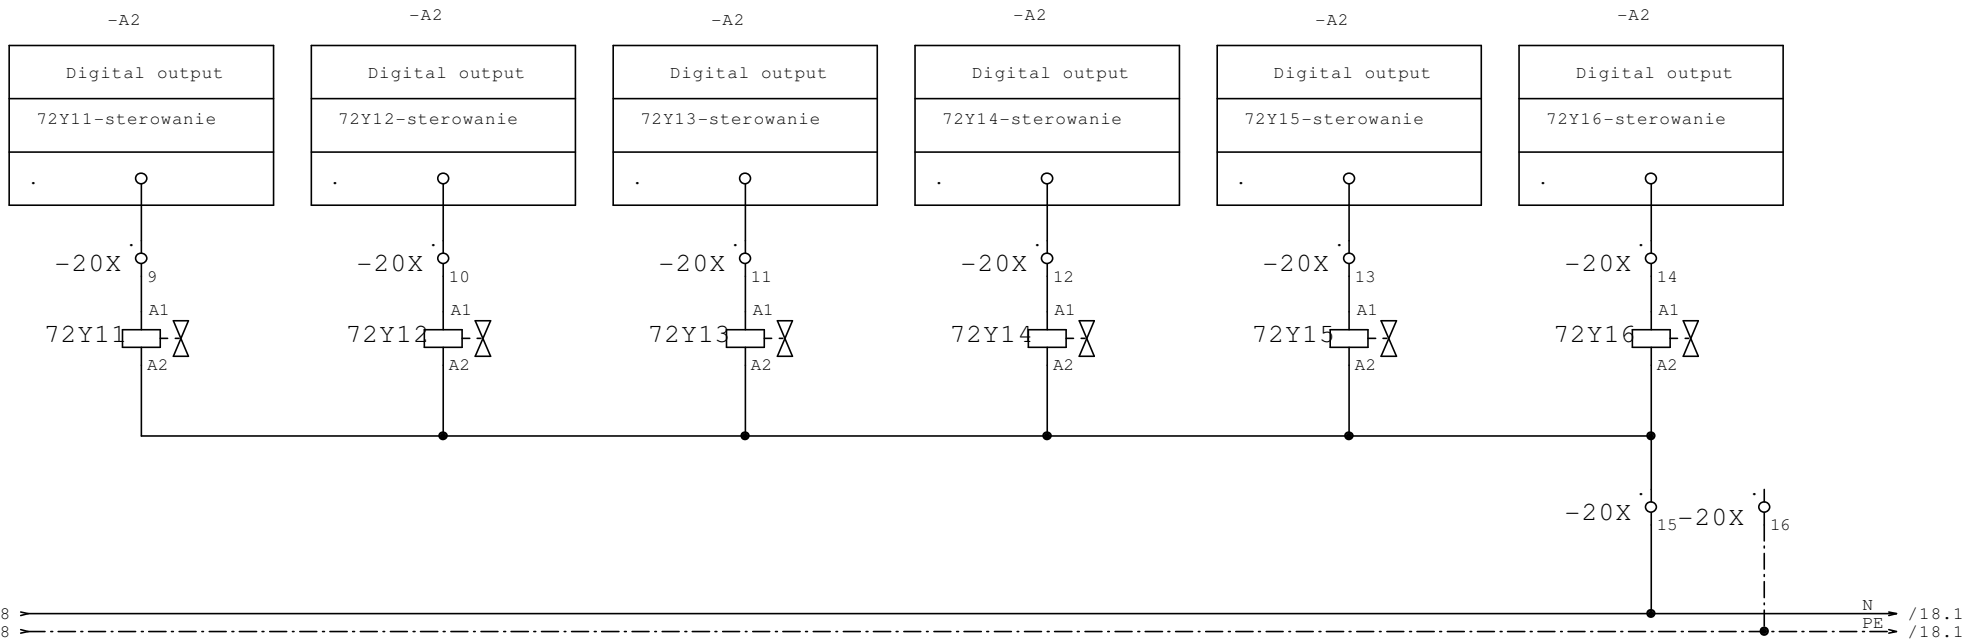 -A2 -A2 -A2 -A2 -A2 -A2
Digital output Digital output Digital output Digital output Digital output Digital output
72Y11-sterowanie 72Y12-sterowanie 72Y13-sterowanie 72Y14-sterowanie 72Y15-sterowanie 72Y16-sterowanie
. . . . . .
-20X 9 -20X 10 -20X 11 -20X 12 -20X 13 -20X 14
A1 A1 A1 A1 A1 A1
72Y11 72Y12 72Y13 72Y14 72Y15 72Y16
A2 A2 A2 A2 A2 A2
-20X 15 -20X 16
8 N /18.1
8 PE /18.1